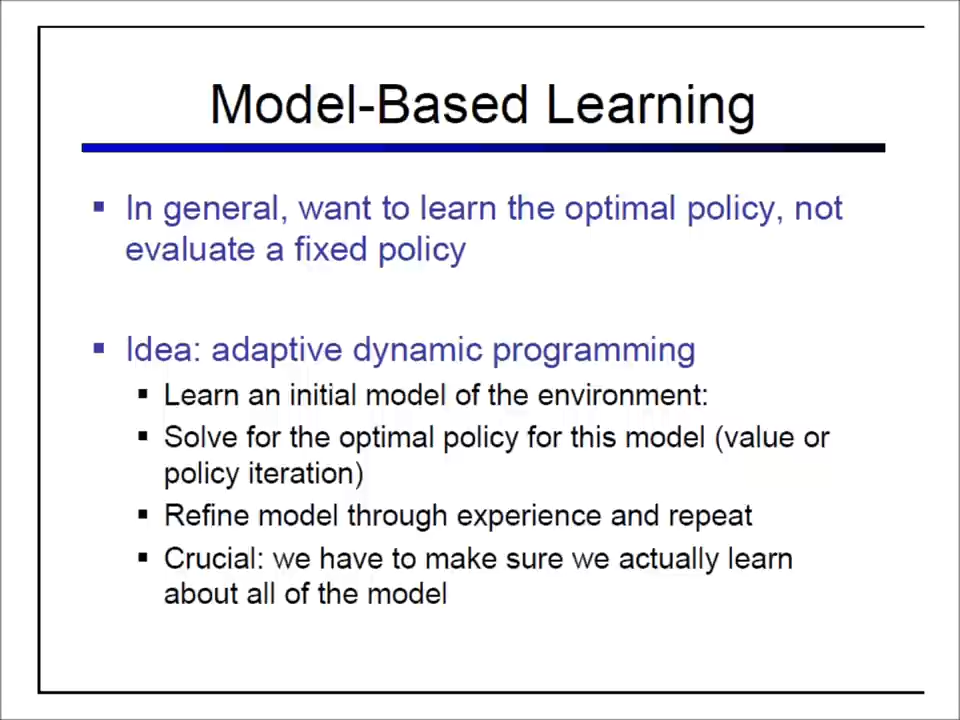 Model-Based Learning
▪ In general, want to learn the optimal policy, not
evaluate a fixed policy
▪ Idea: adaptive dynamic programming
▪ Learn an initial model of the environment:
▪ Solve for the optimal policy for this model (value or
policy iteration)
▪ Refine model through experience and repeat
▪ Crucial: we have to make sure we actually learn
about all of the model